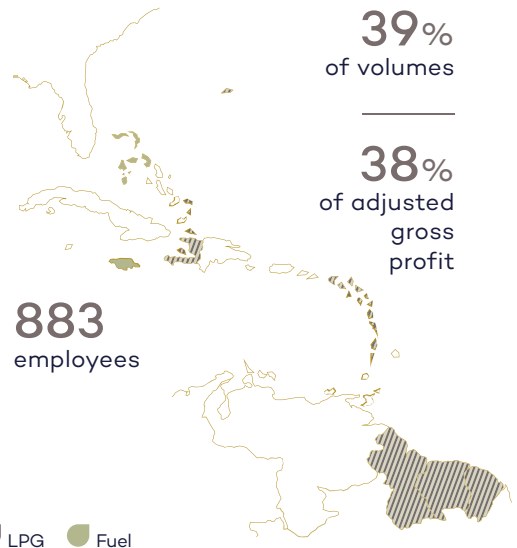 39%
of volumes
38%
of adjusted
gross
profit
883
employees
LPG
Fuel